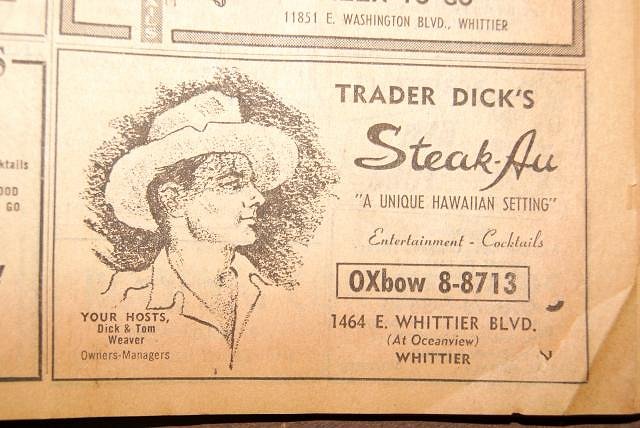 11851 E. WASHINGTON BLVD., WHITTIER
TRADER DICK'S
Steak-Au
"A UNIQUE HAWAIIAN SETTING"
Entertainment - Cocktails
OXbow 8-8713
1464 E. WHITTIER BLVD.
(At Oceanview)
WHITTIER
YOUR HOSTS,
Dick & Tom
Weaver
Owners-Managers
GO